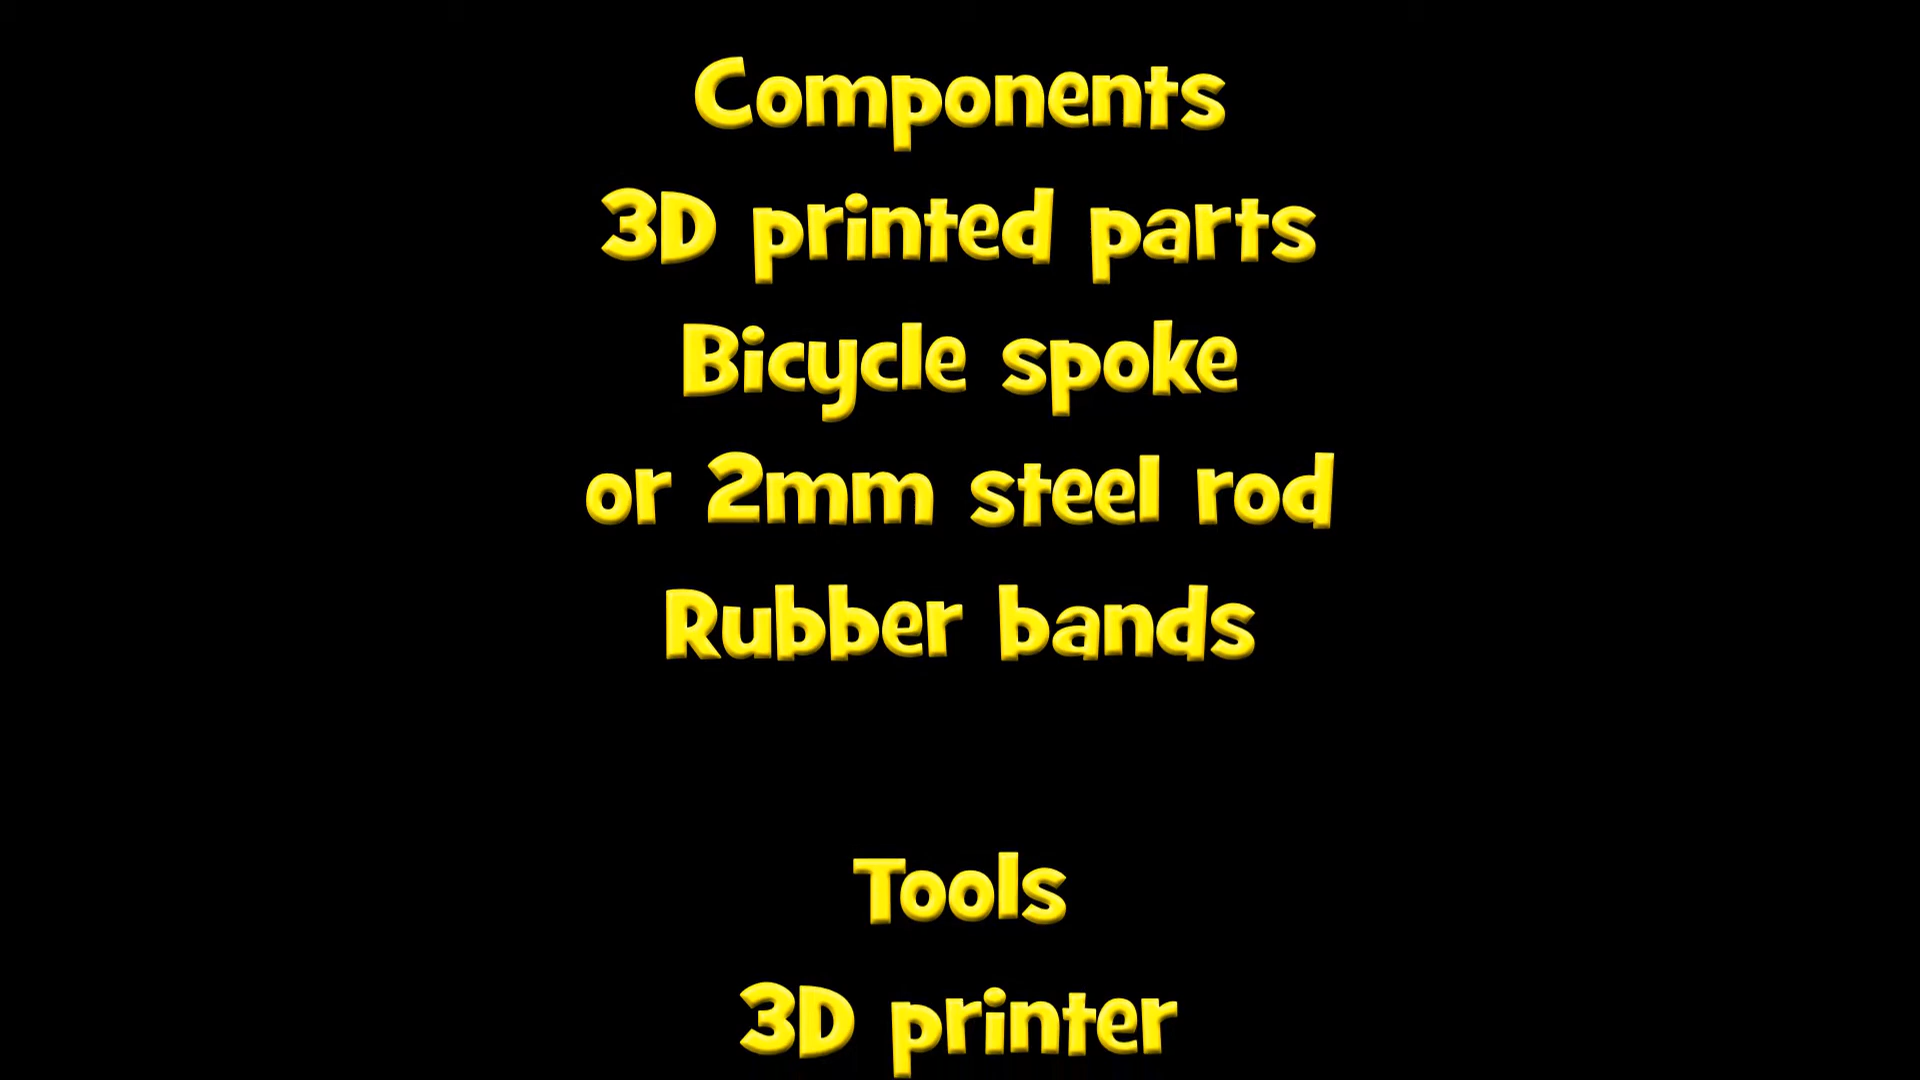 Components
3D printed parts
Bicycle spoke
or 2mm steel rod
Rubber bands
Tools
3D printer